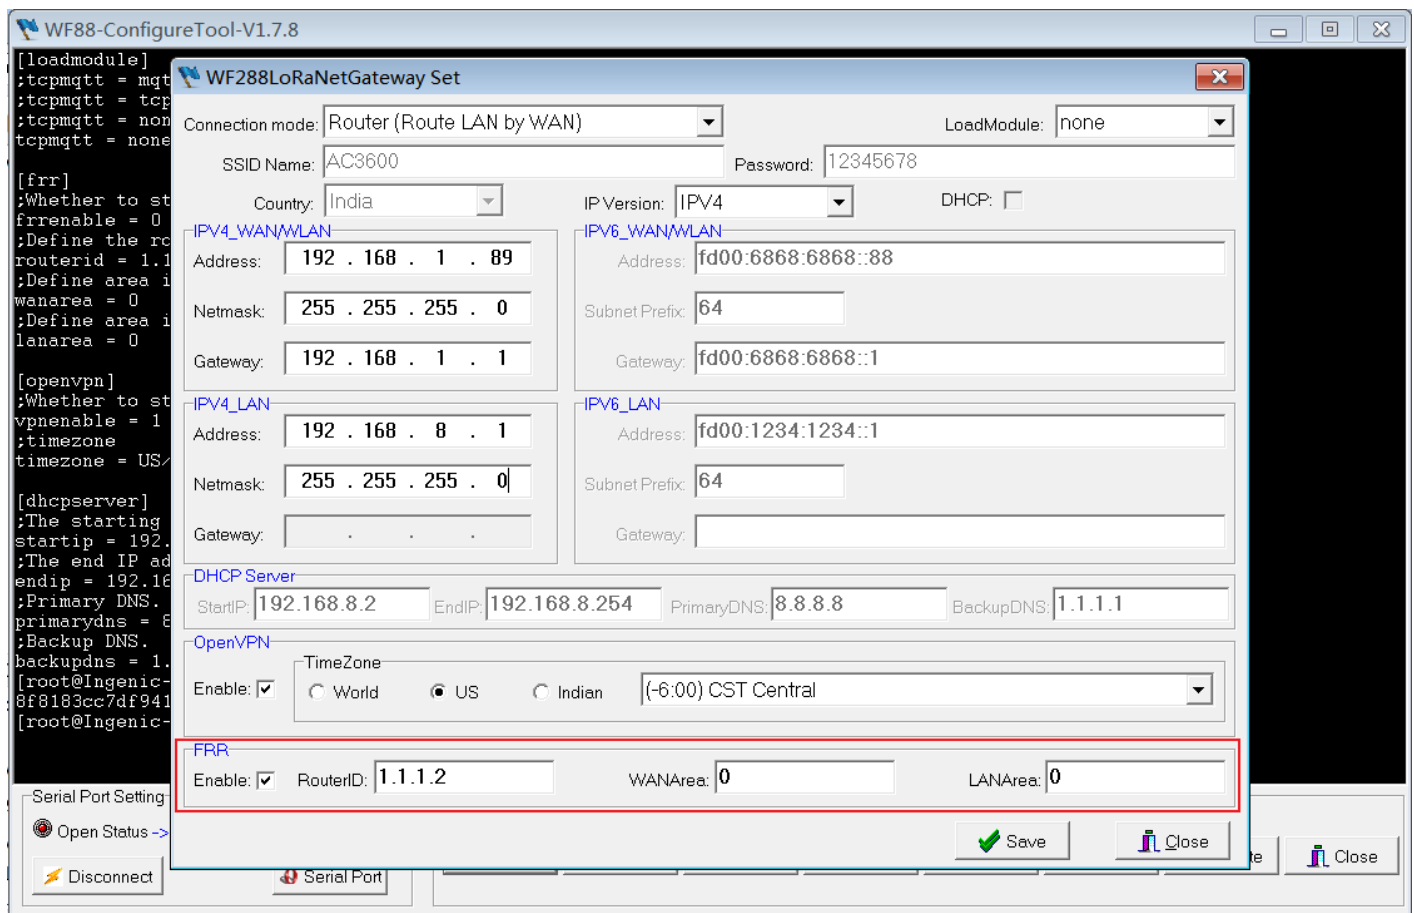 WF88-ConfigureTool-V1.7.8
[loadmodule]
;tcpmqtt = mqt
;tcpmqtt = tcp
;tcpmqtt = non
tcpmqtt = none
[frr]
;Whether to st
frrenable = 0
;Define the ro
routerid = 1.1
;Define area i
wanarea = 0
;Define area i
lanarea = 0
[openvpn]
;Whether to st
vpnenable = 1
;timezone
timezone = US/
[dhcpserver]
;The starting
startip = 192.
;The end IP ad
endip = 192.16
;Primary DNS.
primarydns = 8
;Backup DNS.
backupdns = 1.
[root@Ingenic-
8f8183cc7df941
[root@Ingenic-
WF288LoRaNetGateway Set
Connection mode: Router (Route LAN by WAN) LoadModule: none
SSID Name: AC3600 Password: 12345678
Country: India IP Version: IPV4 DHCP:
IPV4_WAN/WLAN
Address: 192 . 168 . 1 . 89
Netmask: 255 . 255 . 255 . 0
Gateway: 192 . 168 . 1 . 1
IPV6_WAN/WLAN
Address: fd00:6868:6868::88
Subnet Prefix: 64
Gateway: fd00:6868:6868::1
IPV4_LAN
Address: 192 . 168 . 8 . 1
Netmask: 255 . 255 . 255 . 0
Gateway: . . .
IPV6_LAN
Address: fd00:1234:1234::1
Subnet Prefix: 64
Gateway:
DHCP Server
StartIP: 192.168.8.2 EndIP: 192.168.8.254 PrimaryDNS: 8.8.8.8 BackupDNS: 1.1.1.1
OpenVPN
Enable: TimeZone
World US Indian (-6:00) CST Central
FRR
Enable: RouterID: 1.1.1.2 WANArea: 0 LANArea: 0
Save Close
Serial Port Setting
Open Status ->
Disconnect Serial Port
te Close